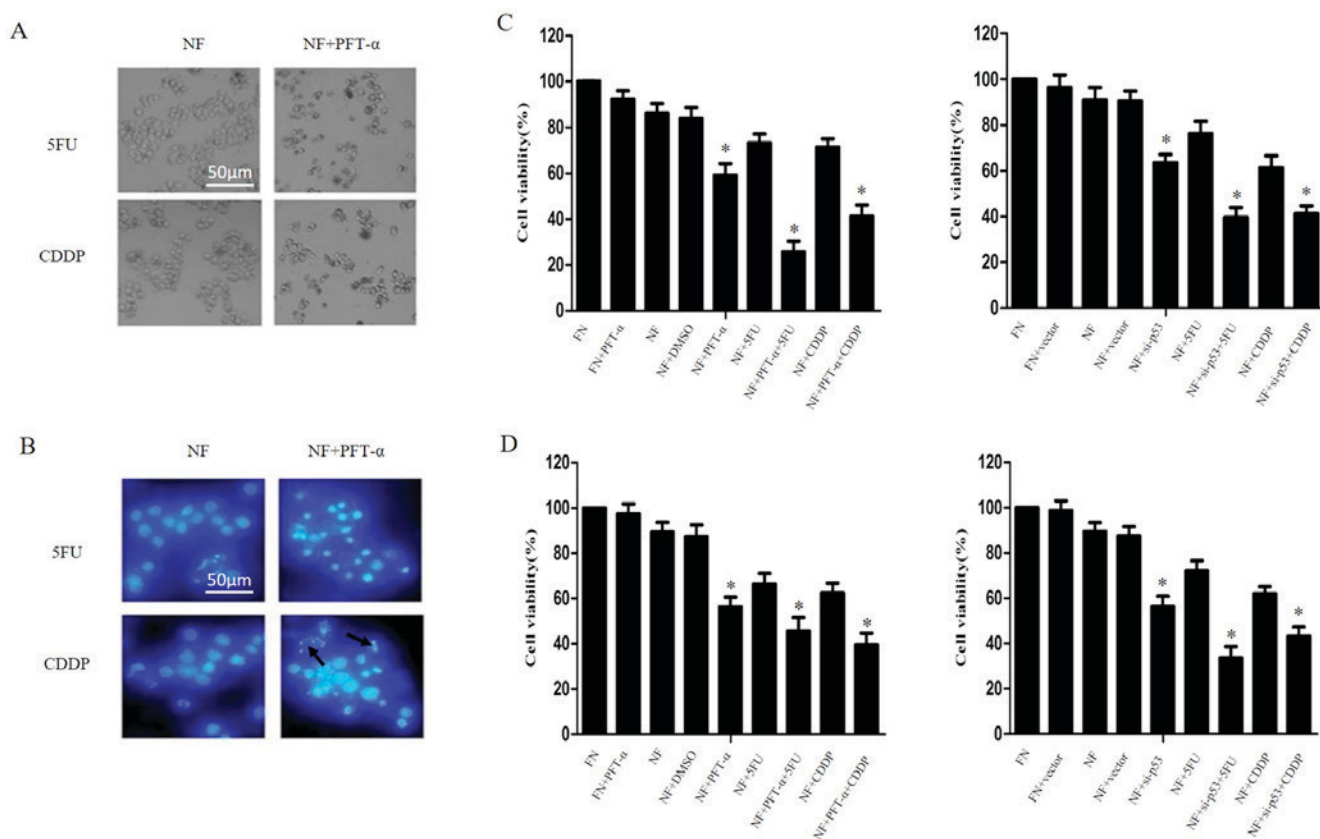 A
NF
NF+PFT-α
5FU
50μm
CDDP
B
NF
NF+PFT-α
5FU
50μm
CDDP
C
Cell viability(%)
120
100
80
60
40
20
0
*
*
*
FN
FN+PFT-α
NF
NF+DMSO
NF+PFT-α
NF+5FU
NF+PFT-α+5FU
NF+CDDP
NF+PFT-α+CDDP
Cell viability(%)
120
100
80
60
40
20
0
*
*
*
FN
FN+vector
NF
NF+vector
NF+si-p53
NF+5FU
NF+si-p53+5FU
NF+CDDP
NF+si-p53+CDDP
D
Cell viability(%)
120
100
80
60
40
20
0
*
*
*
FN
FN+PFT-α
NF
NF+DMSO
NF+PFT-α
NF+5FU
NF+PFT-α+5FU
NF+CDDP
NF+PFT-α+CDDP
Cell viability(%)
120
100
80
60
40
20
0
*
*
*
FN
FN+vector
NF
NF+vector
NF+si-p53
NF+5FU
NF+si-p53+5FU
NF+CDDP
NF+si-p53+CDDP